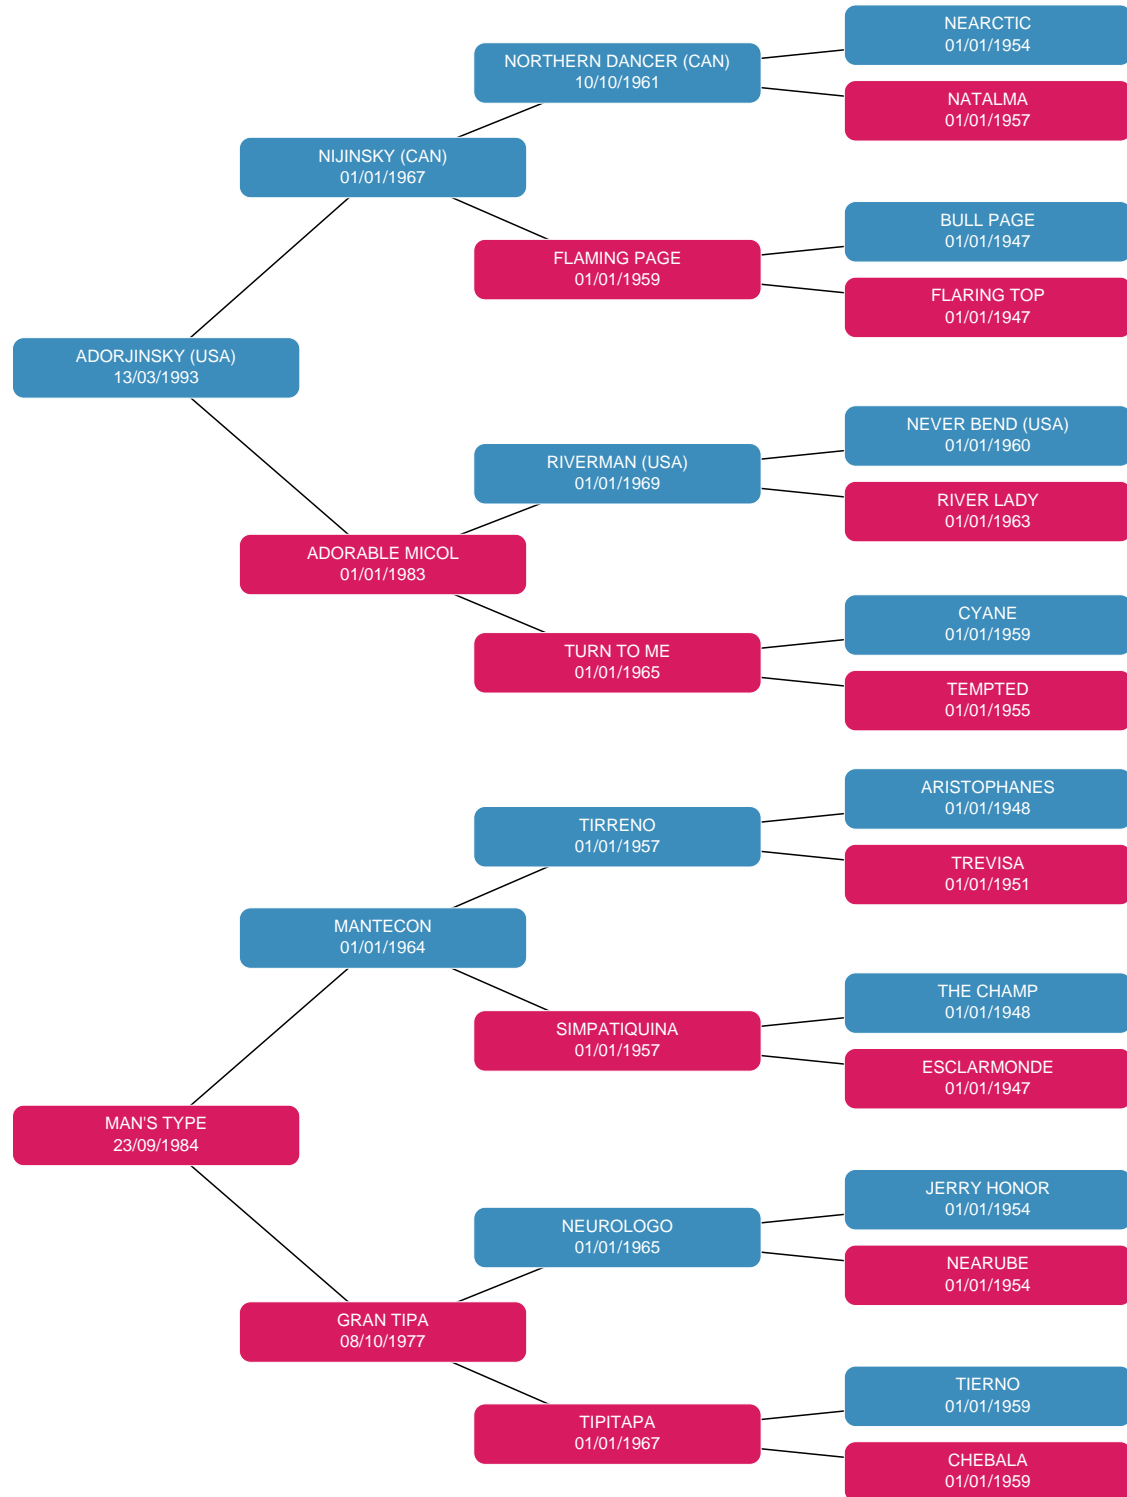 NEARCTIC
01/01/1954
NORTHERN DANCER (CAN)
10/10/1961
NATALMA
01/01/1957
NIJINSKY (CAN)
01/01/1967
BULL PAGE
01/01/1947
FLAMING PAGE
01/01/1959
FLARING TOP
01/01/1947
ADORJINSKY (USA)
13/03/1993
NEVER BEND (USA)
01/01/1960
RIVERMAN (USA)
01/01/1969
RIVER LADY
01/01/1963
ADORABLE MICOL
01/01/1983
CYANE
01/01/1959
TURN TO ME
01/01/1965
TEMPTED
01/01/1955
ARISTOPHANES
01/01/1948
TIRRENO
01/01/1957
TREVISA
01/01/1951
MANTECON
01/01/1964
THE CHAMP
01/01/1948
SIMPATIQUINA
01/01/1957
ESCLARMONDE
01/01/1947
MAN'S TYPE
23/09/1984
JERRY HONOR
01/01/1954
NEUROLOGO
01/01/1965
NEARUBE
01/01/1954
GRAN TIPA
08/10/1977
TIERNO
01/01/1959
TIPITAPA
01/01/1967
CHEBALA
01/01/1959